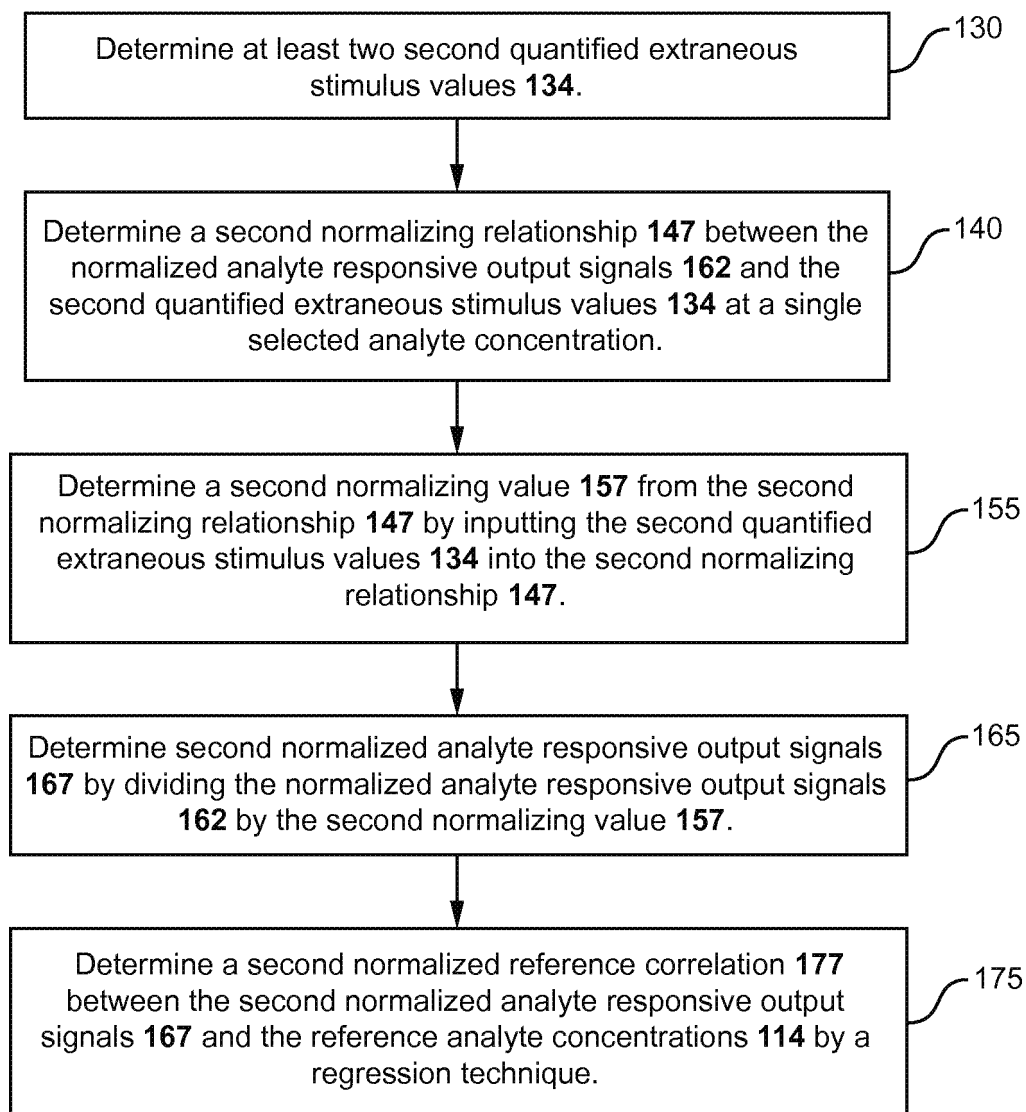 Determine at least two second quantified extraneous
stimulus values 134.
130
Determine a second normalizing relationship 147 between the
normalized analyte responsive output signals 162 and the
second quantified extraneous stimulus values 134 at a single
selected analyte concentration.
140
Determine a second normalizing value 157 from the second
normalizing relationship 147 by inputting the second quantified
extraneous stimulus values 134 into the second normalizing
relationship 147.
155
Determine second normalized analyte responsive output signals
167 by dividing the normalized analyte responsive output signals
162 by the second normalizing value 157.
165
Determine a second normalized reference correlation 177
between the second normalized analyte responsive output
signals 167 and the reference analyte concentrations 114 by a
regression technique.
175